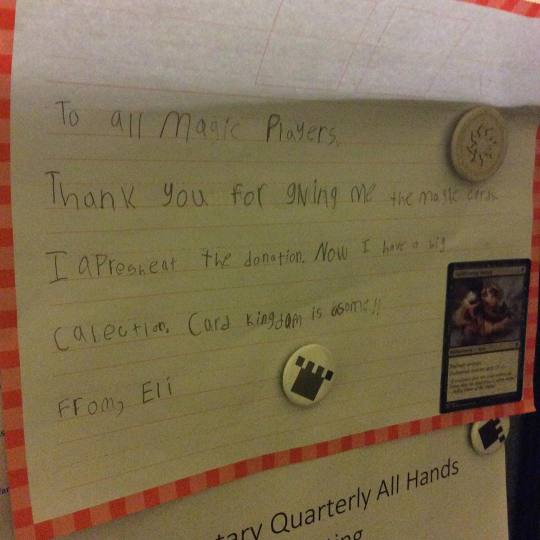 To all Magic Players,
Thank you for giving me the magic cards
I apresheat the donation. Now I have a big
calection. Card kingdom is osome!!
From, Eli
tary Quarterly All Hands